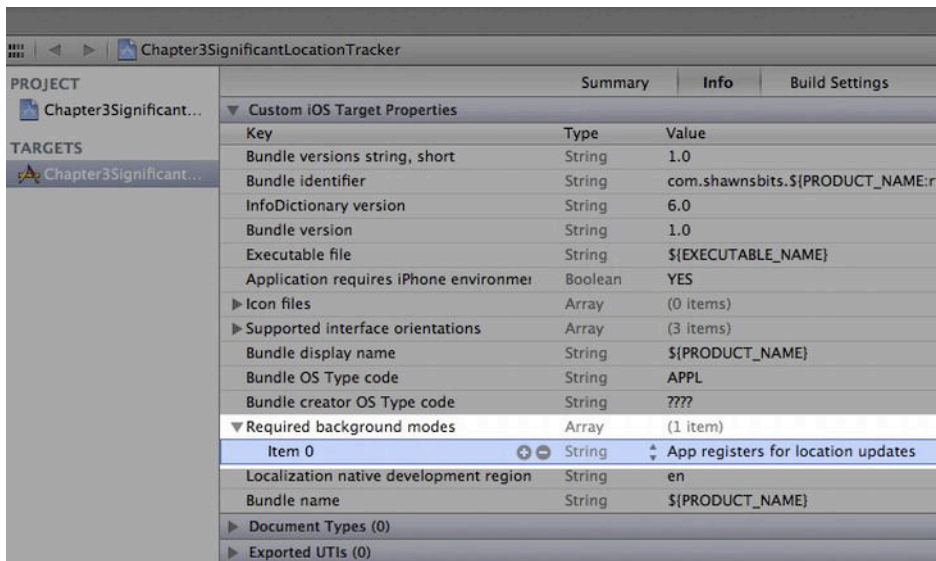 Chapter3SignificantLocationTracker
PROJECT
Chapter3Significant...
TARGETS
Chapter3Significant...
Summary Info Build Settings
Custom iOS Target Properties
Key Type Value
Bundle versions string, short String 1.0
Bundle identifier String com.shawnsbits.${PRODUCT_NAME:r
InfoDictionary version String 6.0
Bundle version String 1.0
Executable file String ${EXECUTABLE_NAME}
Application requires iPhone environmer Boolean YES
Icon files Array (0 items)
Supported interface orientations Array (3 items)
Bundle display name String ${PRODUCT_NAME}
Bundle OS Type code String APPL
Bundle creator OS Type code String ????
Required background modes Array (1 item)
Item 0 String App registers for location updates
Localization native development region String en
Bundle name String ${PRODUCT_NAME}
Document Types (0)
Exported UTIs (0)